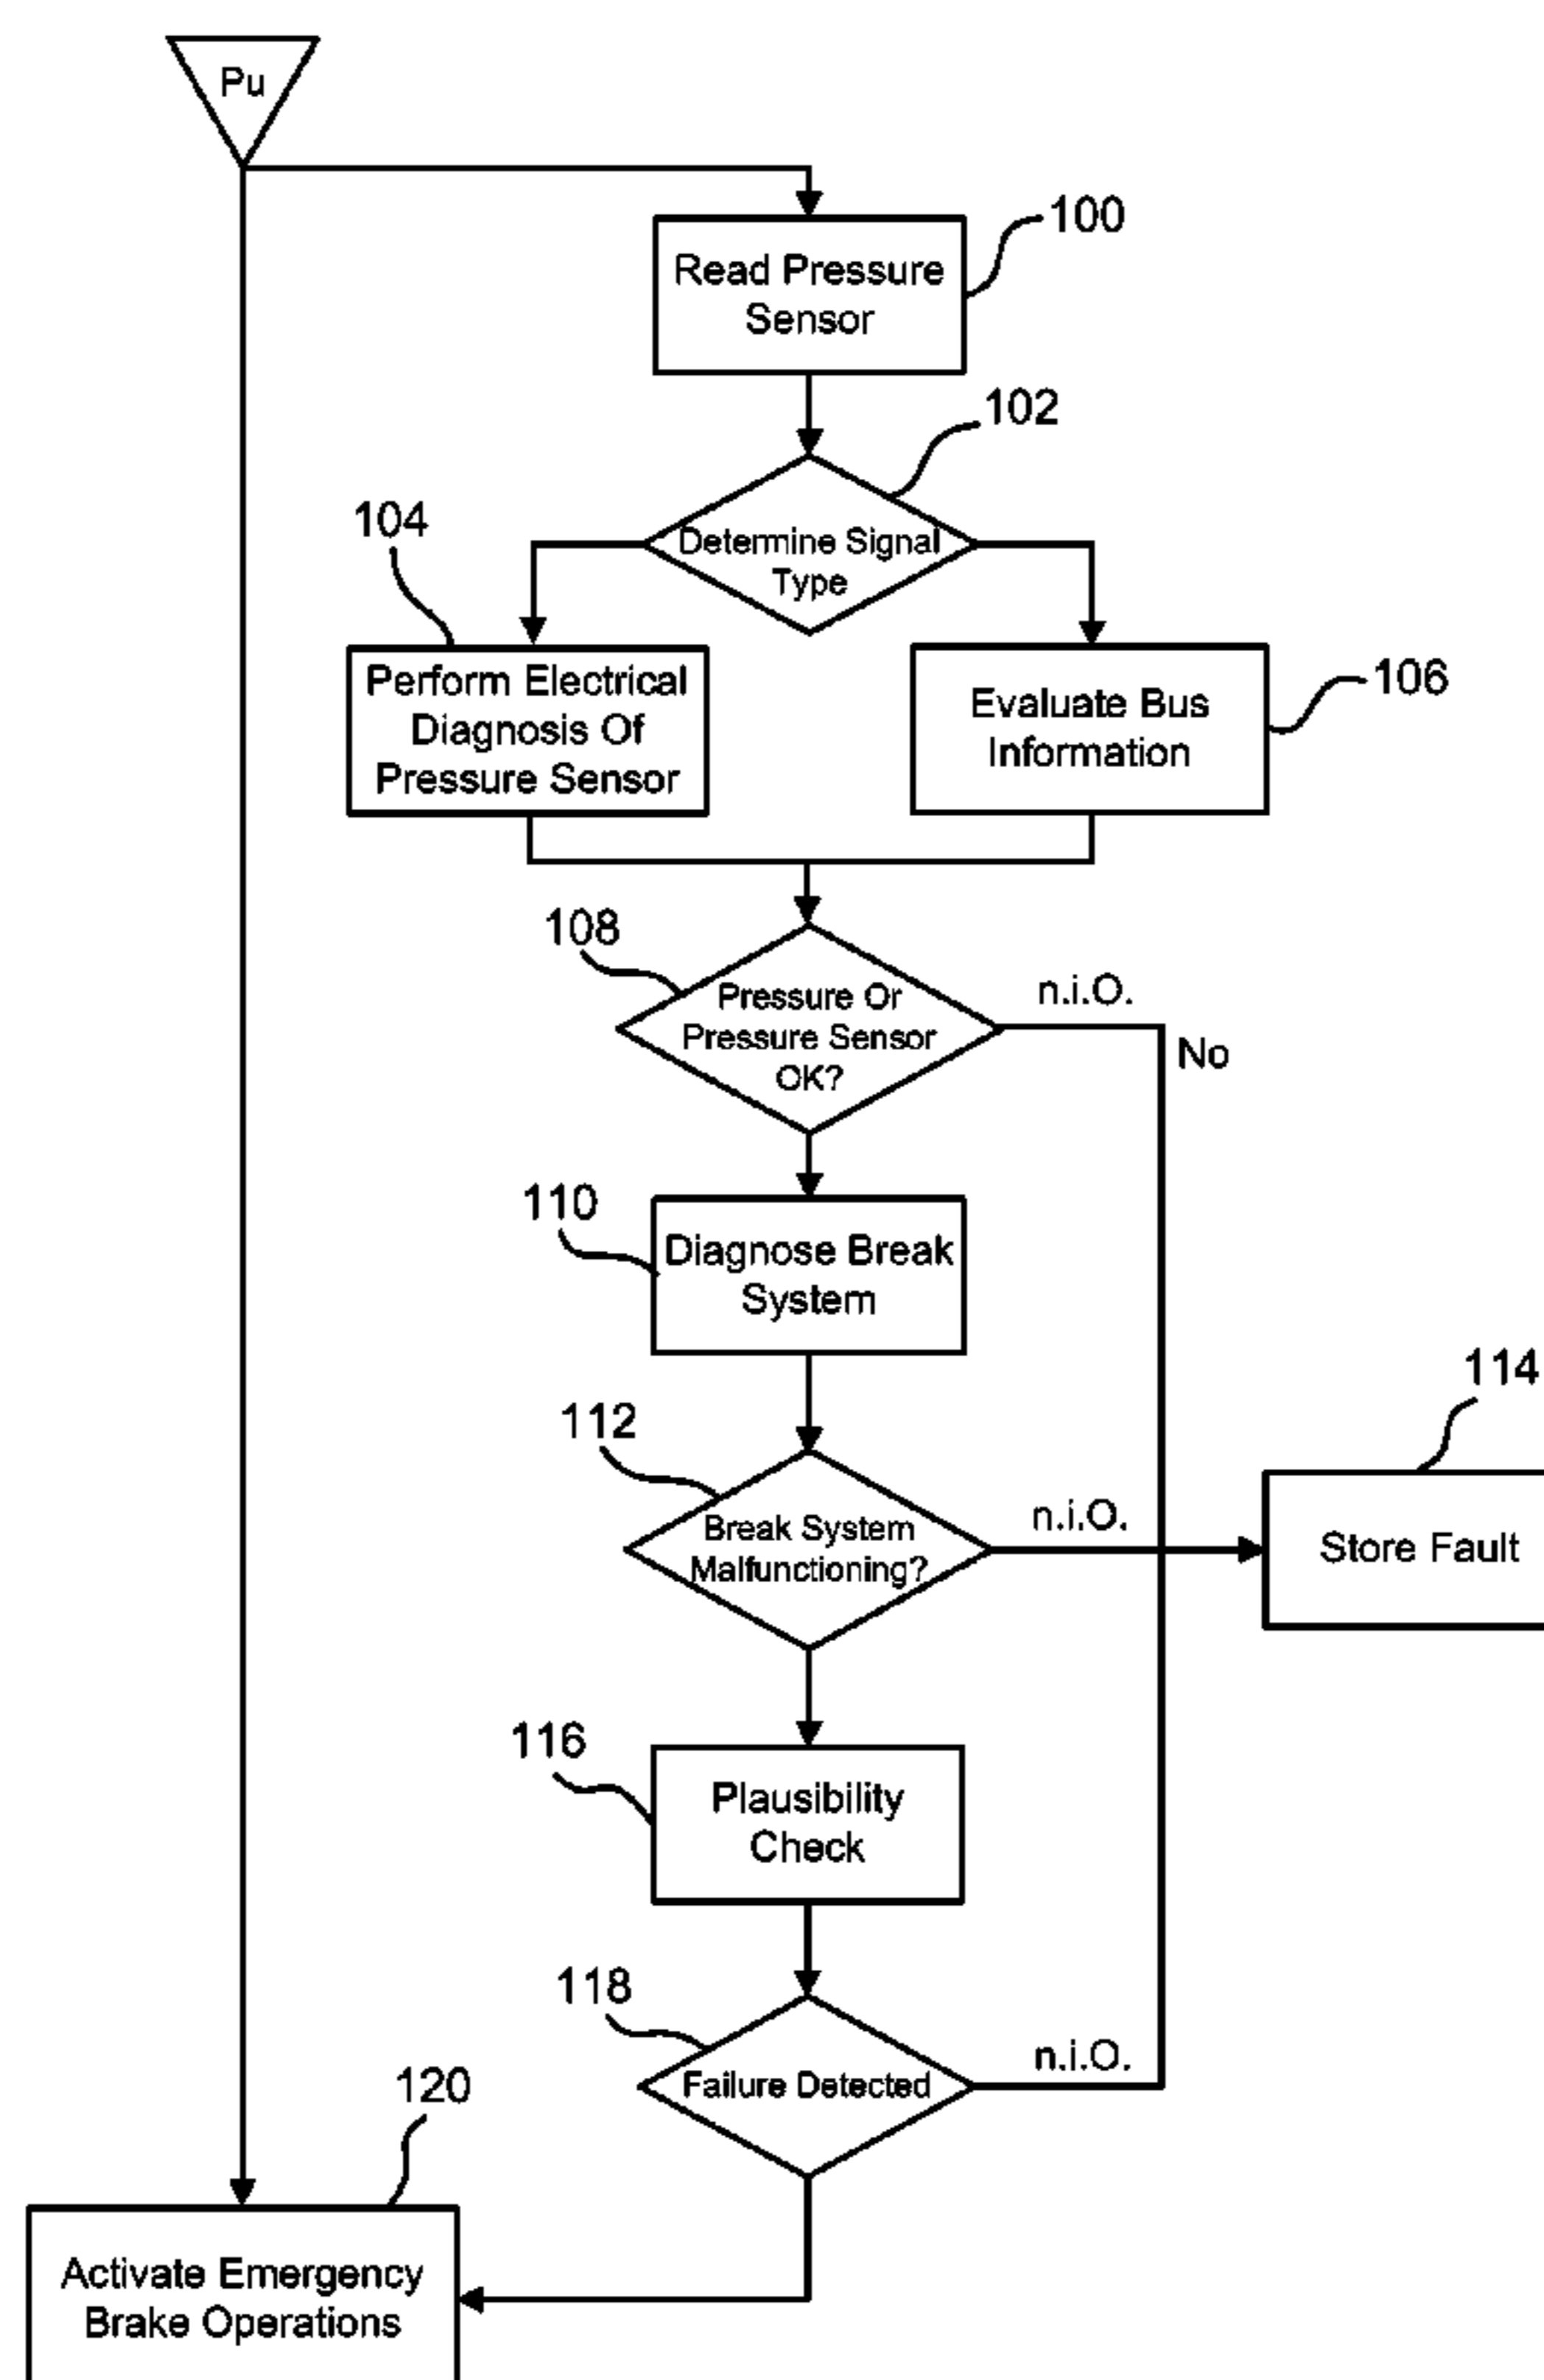 Pu
100
Read Pressure
Sensor
102
Determine Signal
Type
104
Perform Electrical
Diagnosis Of
Pressure Sensor
106
Evaluate Bus
Information
108
Pressure Or
Pressure Sensor
OK?
n.i.O.
No
110
Diagnose Break
System
112
Break System
Malfunctioning?
n.i.O.
114
Store Fault
116
Plausibility
Check
118
Failure Detected
n.i.O.
120
Activate Emergency
Brake Operations